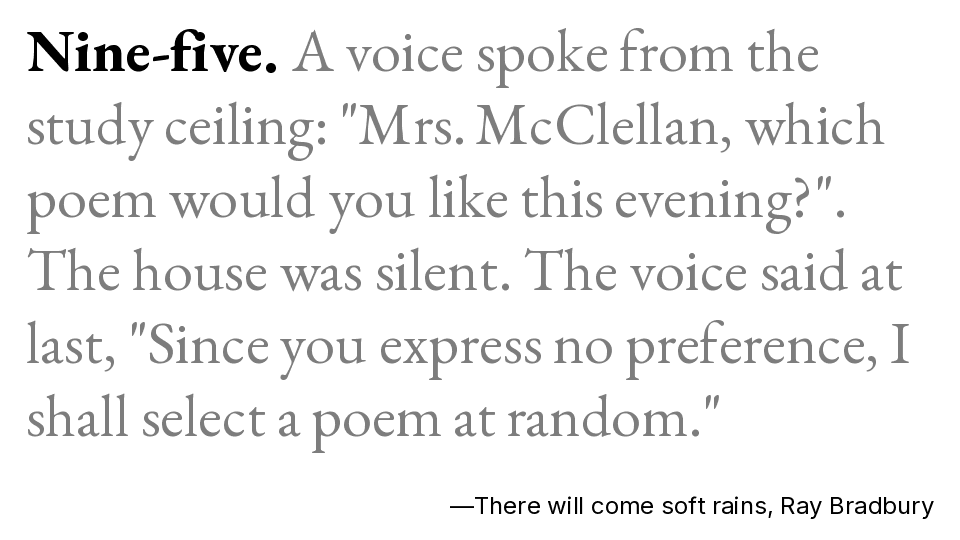 Nine-five. A voice spoke from the
study ceiling: "Mrs. McClellan, which
poem would you like this evening?".
The house was silent. The voice said at
last, "Since you express no preference, I
shall select a poem at random."
—There will come soft rains, Ray Bradbury